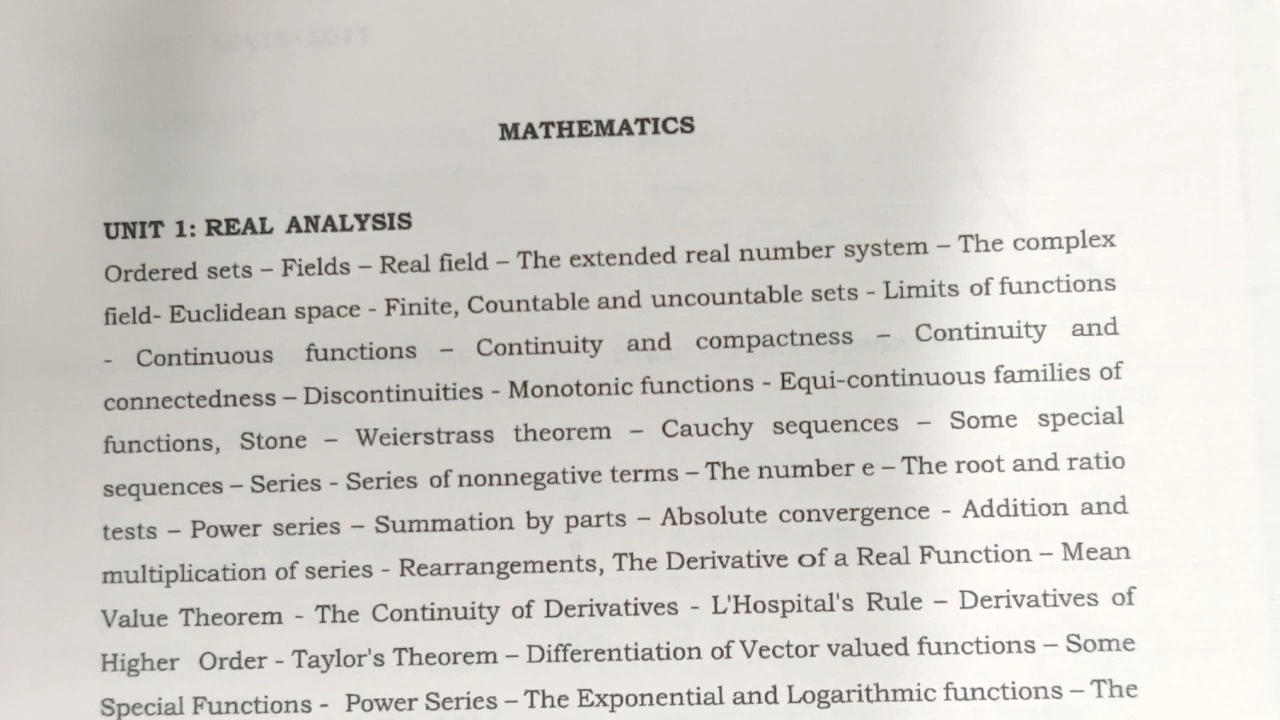 MATHEMATICS
UNIT 1: REAL ANALYSIS
Ordered sets – Fields – Real field – The extended real number system – The complex
field- Euclidean space - Finite, Countable and uncountable sets - Limits of functions
- Continuous functions – Continuity and compactness – Continuity and
connectedness – Discontinuities - Monotonic functions - Equi-continuous families of
functions, Stone – Weierstrass theorem – Cauchy sequences – Some special
sequences – Series - Series of nonnegative terms – The number e – The root and ratio
tests – Power series – Summation by parts – Absolute convergence - Addition and
multiplication of series - Rearrangements, The Derivative of a Real Function – Mean
Value Theorem - The Continuity of Derivatives - L'Hospital's Rule – Derivatives of
Higher Order - Taylor's Theorem – Differentiation of Vector valued functions – Some
Special Functions - Power Series – The Exponential and Logarithmic functions – The